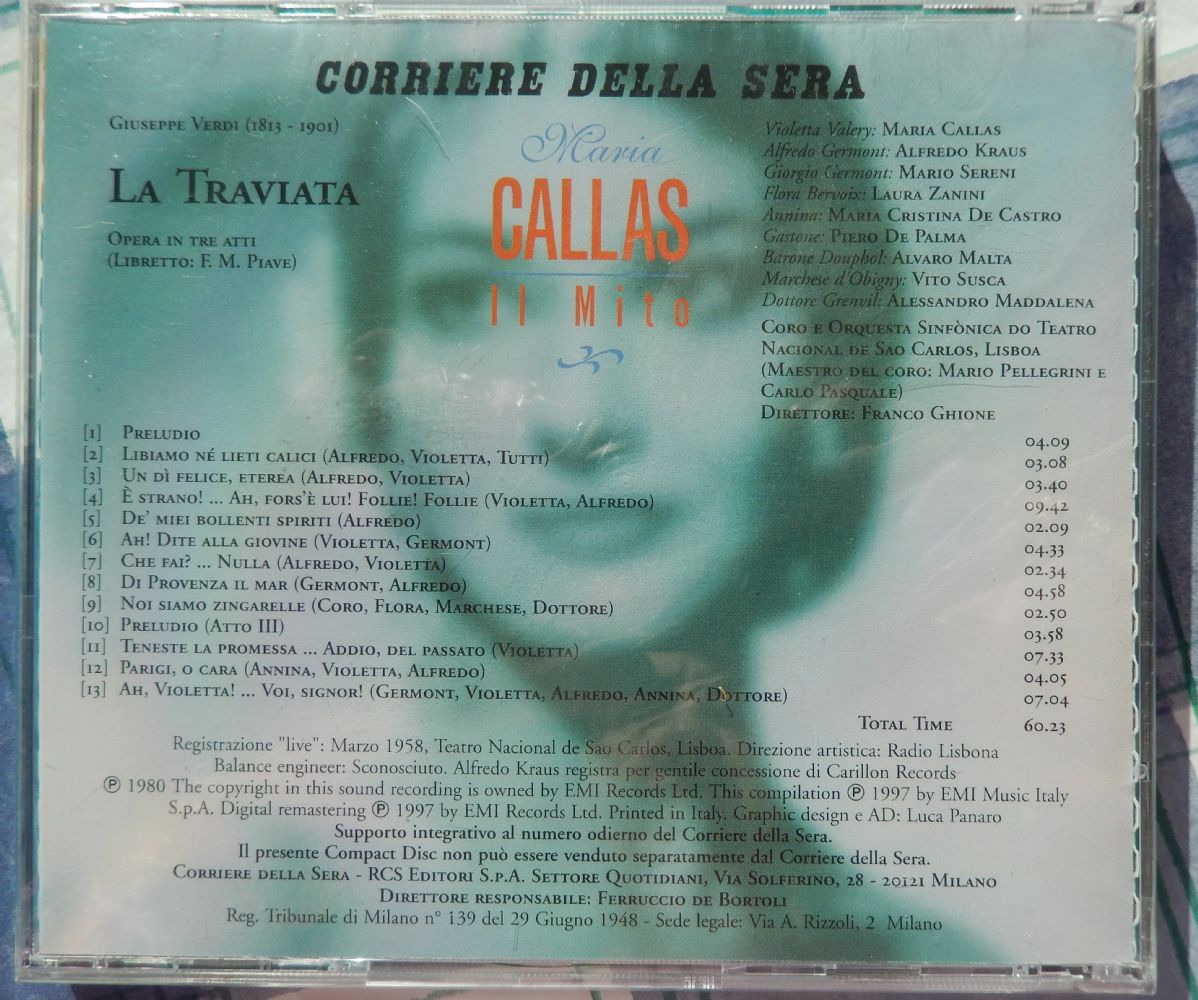 CORRIERE DELLA SERA
GIUSEPPE VERDI (1813 - 1901)
LA TRAVIATA
OPERA IN TRE ATTI
(LIBRETTO: F. M. PIAVE)
Maria
CALLAS
Il Mito
Violetta Valery: MARIA CALLAS
Alfredo Germont: ALFREDO KRAUS
Giorgio Germont: MARIO SERENI
Flora Bervoix: LAURA ZANINI
Annina: MARIA CRISTINA DE CASTRO
Gastone: PIERO DE PALMA
Barone Douphol: ALVARO MALTA
Marchese d'Obigny: VITO SUSCA
Dottore Grenvil: ALESSANDRO MADDALENA
CORO E ORQUESTA SINFÒNICA DO TEATRO
NACIONAL DE SAO CARLOS, LISBOA
(MAESTRO DEL CORO: MARIO PELLEGRINI E
CARLO PASQUALE)
DIRETTORE: FRANCO GHIONE
[1] PRELUDIO 04.09
[2] LIBIAMO NÉ LIETI CALICI (ALFREDO, VIOLETTA, TUTTI) 03.08
[3] UN DÌ FELICE, ETEREA (ALFREDO, VIOLETTA) 03.40
[4] È STRANO! ... AH, FORS'È LUI! FOLLIE! FOLLIE (VIOLETTA, ALFREDO) 09.42
[5] DE' MIEI BOLLENTI SPIRITI (ALFREDO) 02.09
[6] AH! DITE ALLA GIOVINE (VIOLETTA, GERMONT) 04.33
[7] CHE FAI? ... NULLA (ALFREDO, VIOLETTA) 02.34
[8] DI PROVENZA IL MAR (GERMONT, ALFREDO) 04.58
[9] NOI SIAMO ZINGARELLE (CORO, FLORA, MARCHESE, DOTTORE) 02.50
[10] PRELUDIO (ATTO III) 03.58
[11] TENESTE LA PROMESSA ... ADDIO, DEL PASSATO (VIOLETTA) 07.33
[12] PARIGI, O CARA (ANNINA, VIOLETTA, ALFREDO) 04.05
[13] AH, VIOLETTA! ... VOI, SIGNOR! (GERMONT, VIOLETTA, ALFREDO, ANNINA, DOTTORE) 07.04
TOTAL TIME 60.23
Registrazione "live": Marzo 1958, Teatro Nacional de Sao Carlos, Lisboa. Direzione artistica: Radio Lisbona
Balance engineer: Sconosciuto. Alfredo Kraus registra per gentile concessione di Carillon Records
℗ 1980 The copyright in this sound recording is owned by EMI Records Ltd. This compilation ℗ 1997 by EMI Music Italy
S.p.A. Digital remastering ℗ 1997 by EMI Records Ltd. Printed in Italy. Graphic design e AD: Luca Panaro
Supporto integrativo al numero odierno del Corriere della Sera.
Il presente Compact Disc non può essere venduto separatamente dal Corriere della Sera.
CORRIERE DELLA SERA - RCS EDITORI S.P.A. SETTORE QUOTIDIANI, VIA SOLFERINO, 28 - 20121 MILANO
DIRETTORE RESPONSABILE: FERRUCCIO DE BORTOLI
Reg. Tribunale di Milano n° 139 del 29 Giugno 1948 - Sede legale: Via A. Rizzoli, 2 Milano